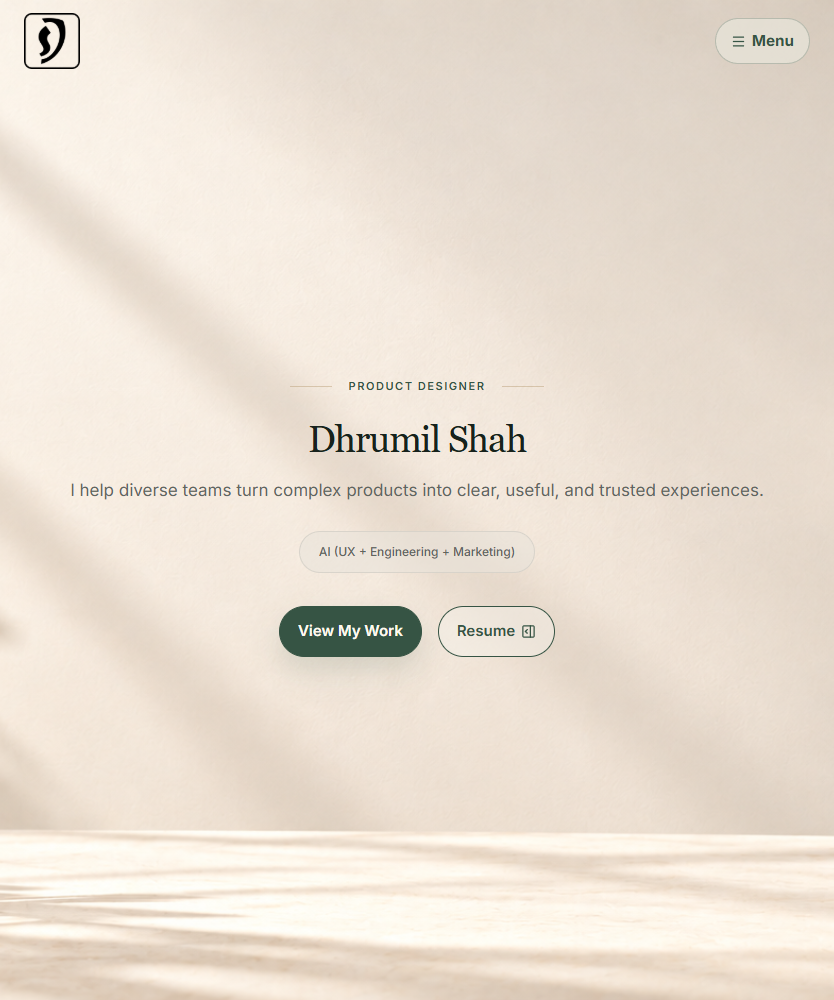 Menu
PRODUCT DESIGNER
Dhrumil Shah
I help diverse teams turn complex products into clear, useful, and trusted experiences.
AI (UX + Engineering + Marketing)
View My Work
Resume